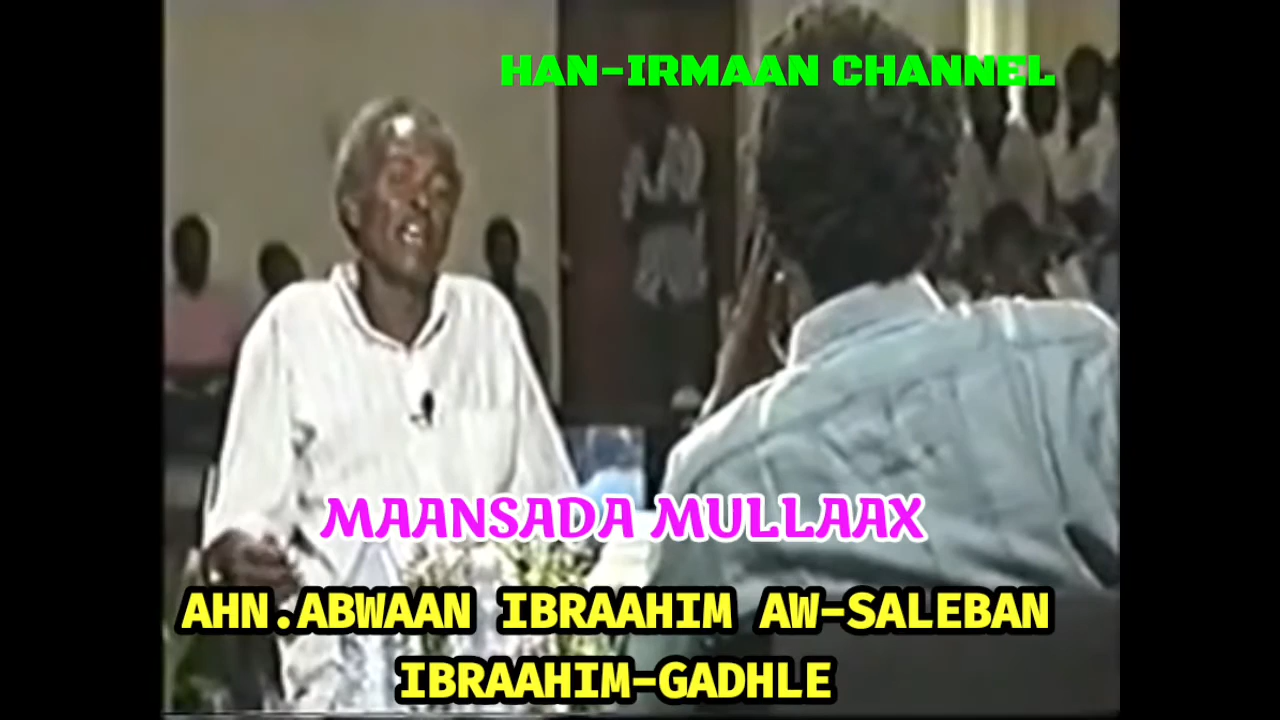 HAN-IRMAAN CHANNEL
MAANSADA MULLAAX
AHN.ABWAAN IBRAAHIM AW-SALEBAN
IBRAAHIM-GADHLE